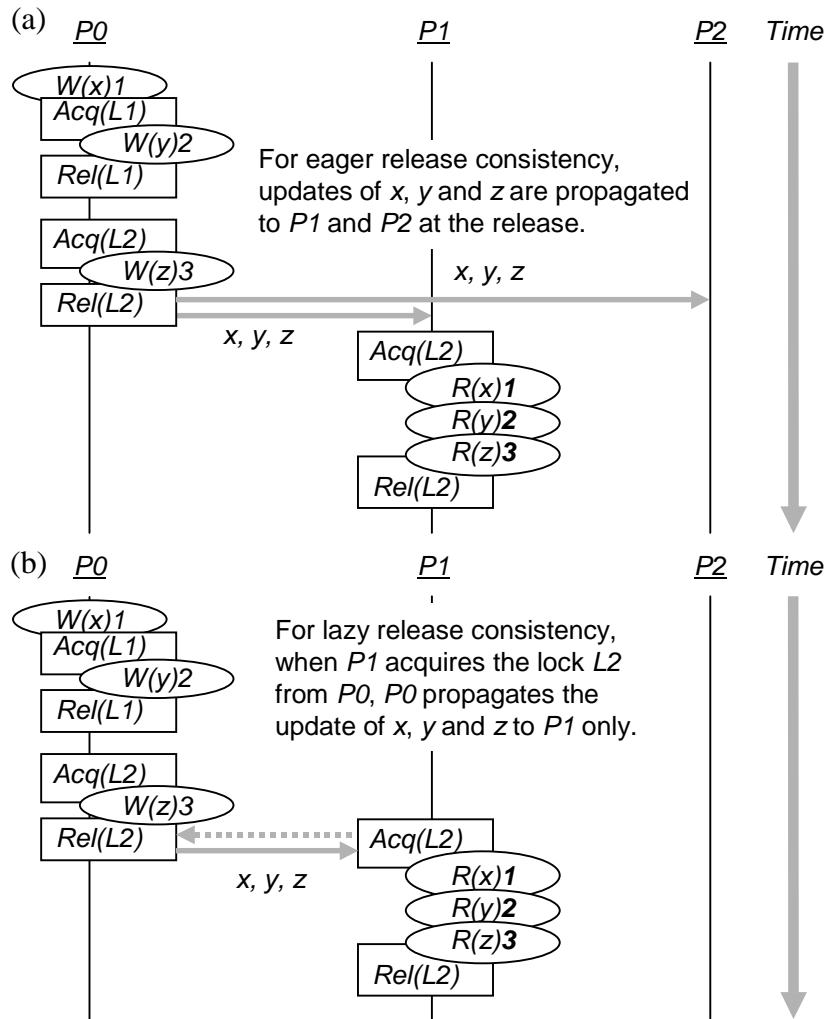 (a)
P0 P1 P2 Time
W(x)1
Acq(L1)
W(y)2
Rel(L1)
For eager release consistency,
updates of x, y and z are propagated
to P1 and P2 at the release.
Acq(L2)
W(z)3
Rel(L2)
x, y, z
x, y, z
Acq(L2)
R(x)1
R(y)2
R(z)3
Rel(L2)
(b)
P0 P1 P2 Time
W(x)1
Acq(L1)
W(y)2
Rel(L1)
For lazy release consistency,
when P1 acquires the lock L2
from P0, P0 propagates the
update of x, y and z to P1 only.
Acq(L2)
W(z)3
Rel(L2)
x, y, z
Acq(L2)
R(x)1
R(y)2
R(z)3
Rel(L2)